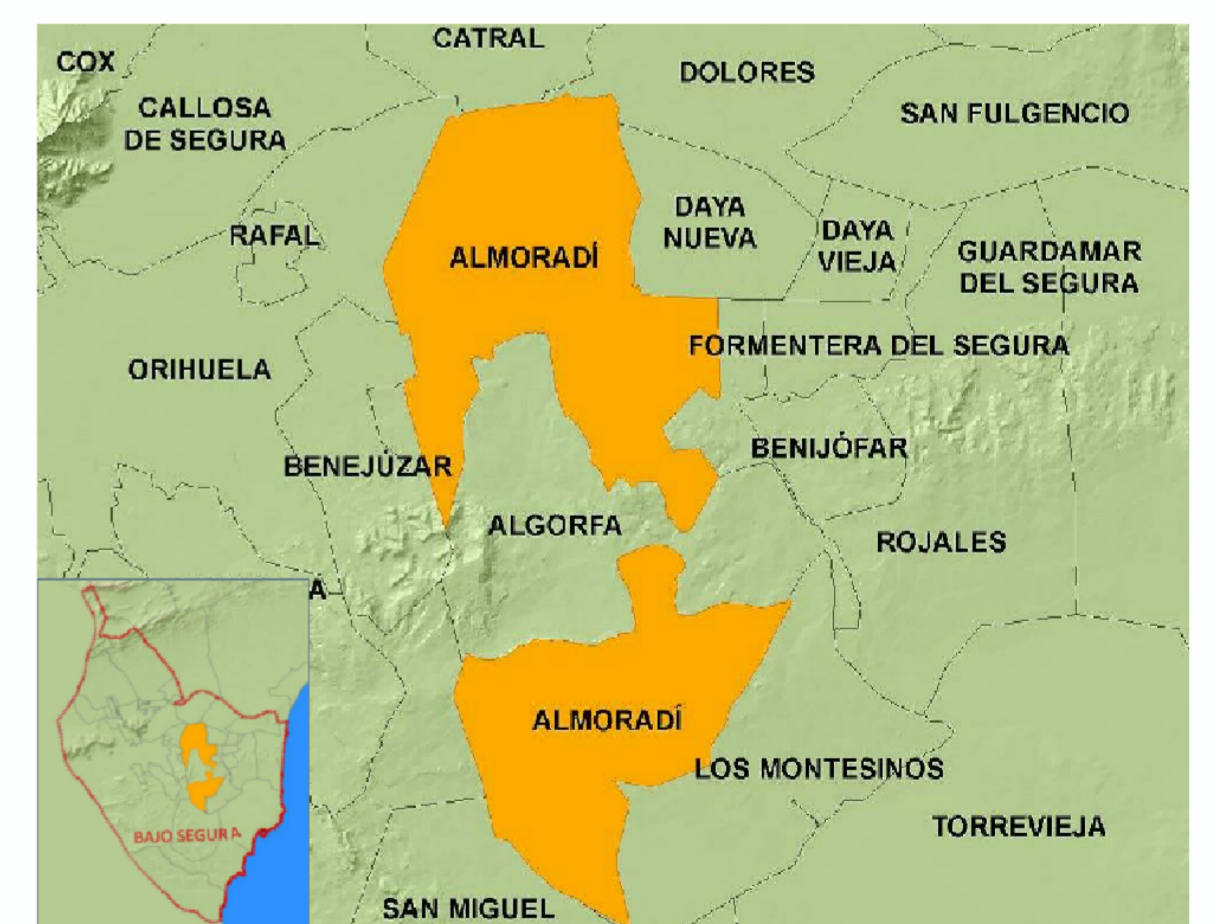 CATRAL
COX
DOLORES
CALLOSA
DE SEGURA
SAN FULGENCIO
DAYA
NUEVA
RAFAL
DAYA
VIEJA
ALMORADÍ
GUARDAMAR
DEL SEGURA
FORMENTERA DEL SEGURA
ORIHUELA
BENIJÓFAR
BENEJÚZAR
ALGORFA
ROJALES
ALMORADÍ
LOS MONTESINOS
TORREVIEJA
BAJO SEGURA
SAN MIGUEL